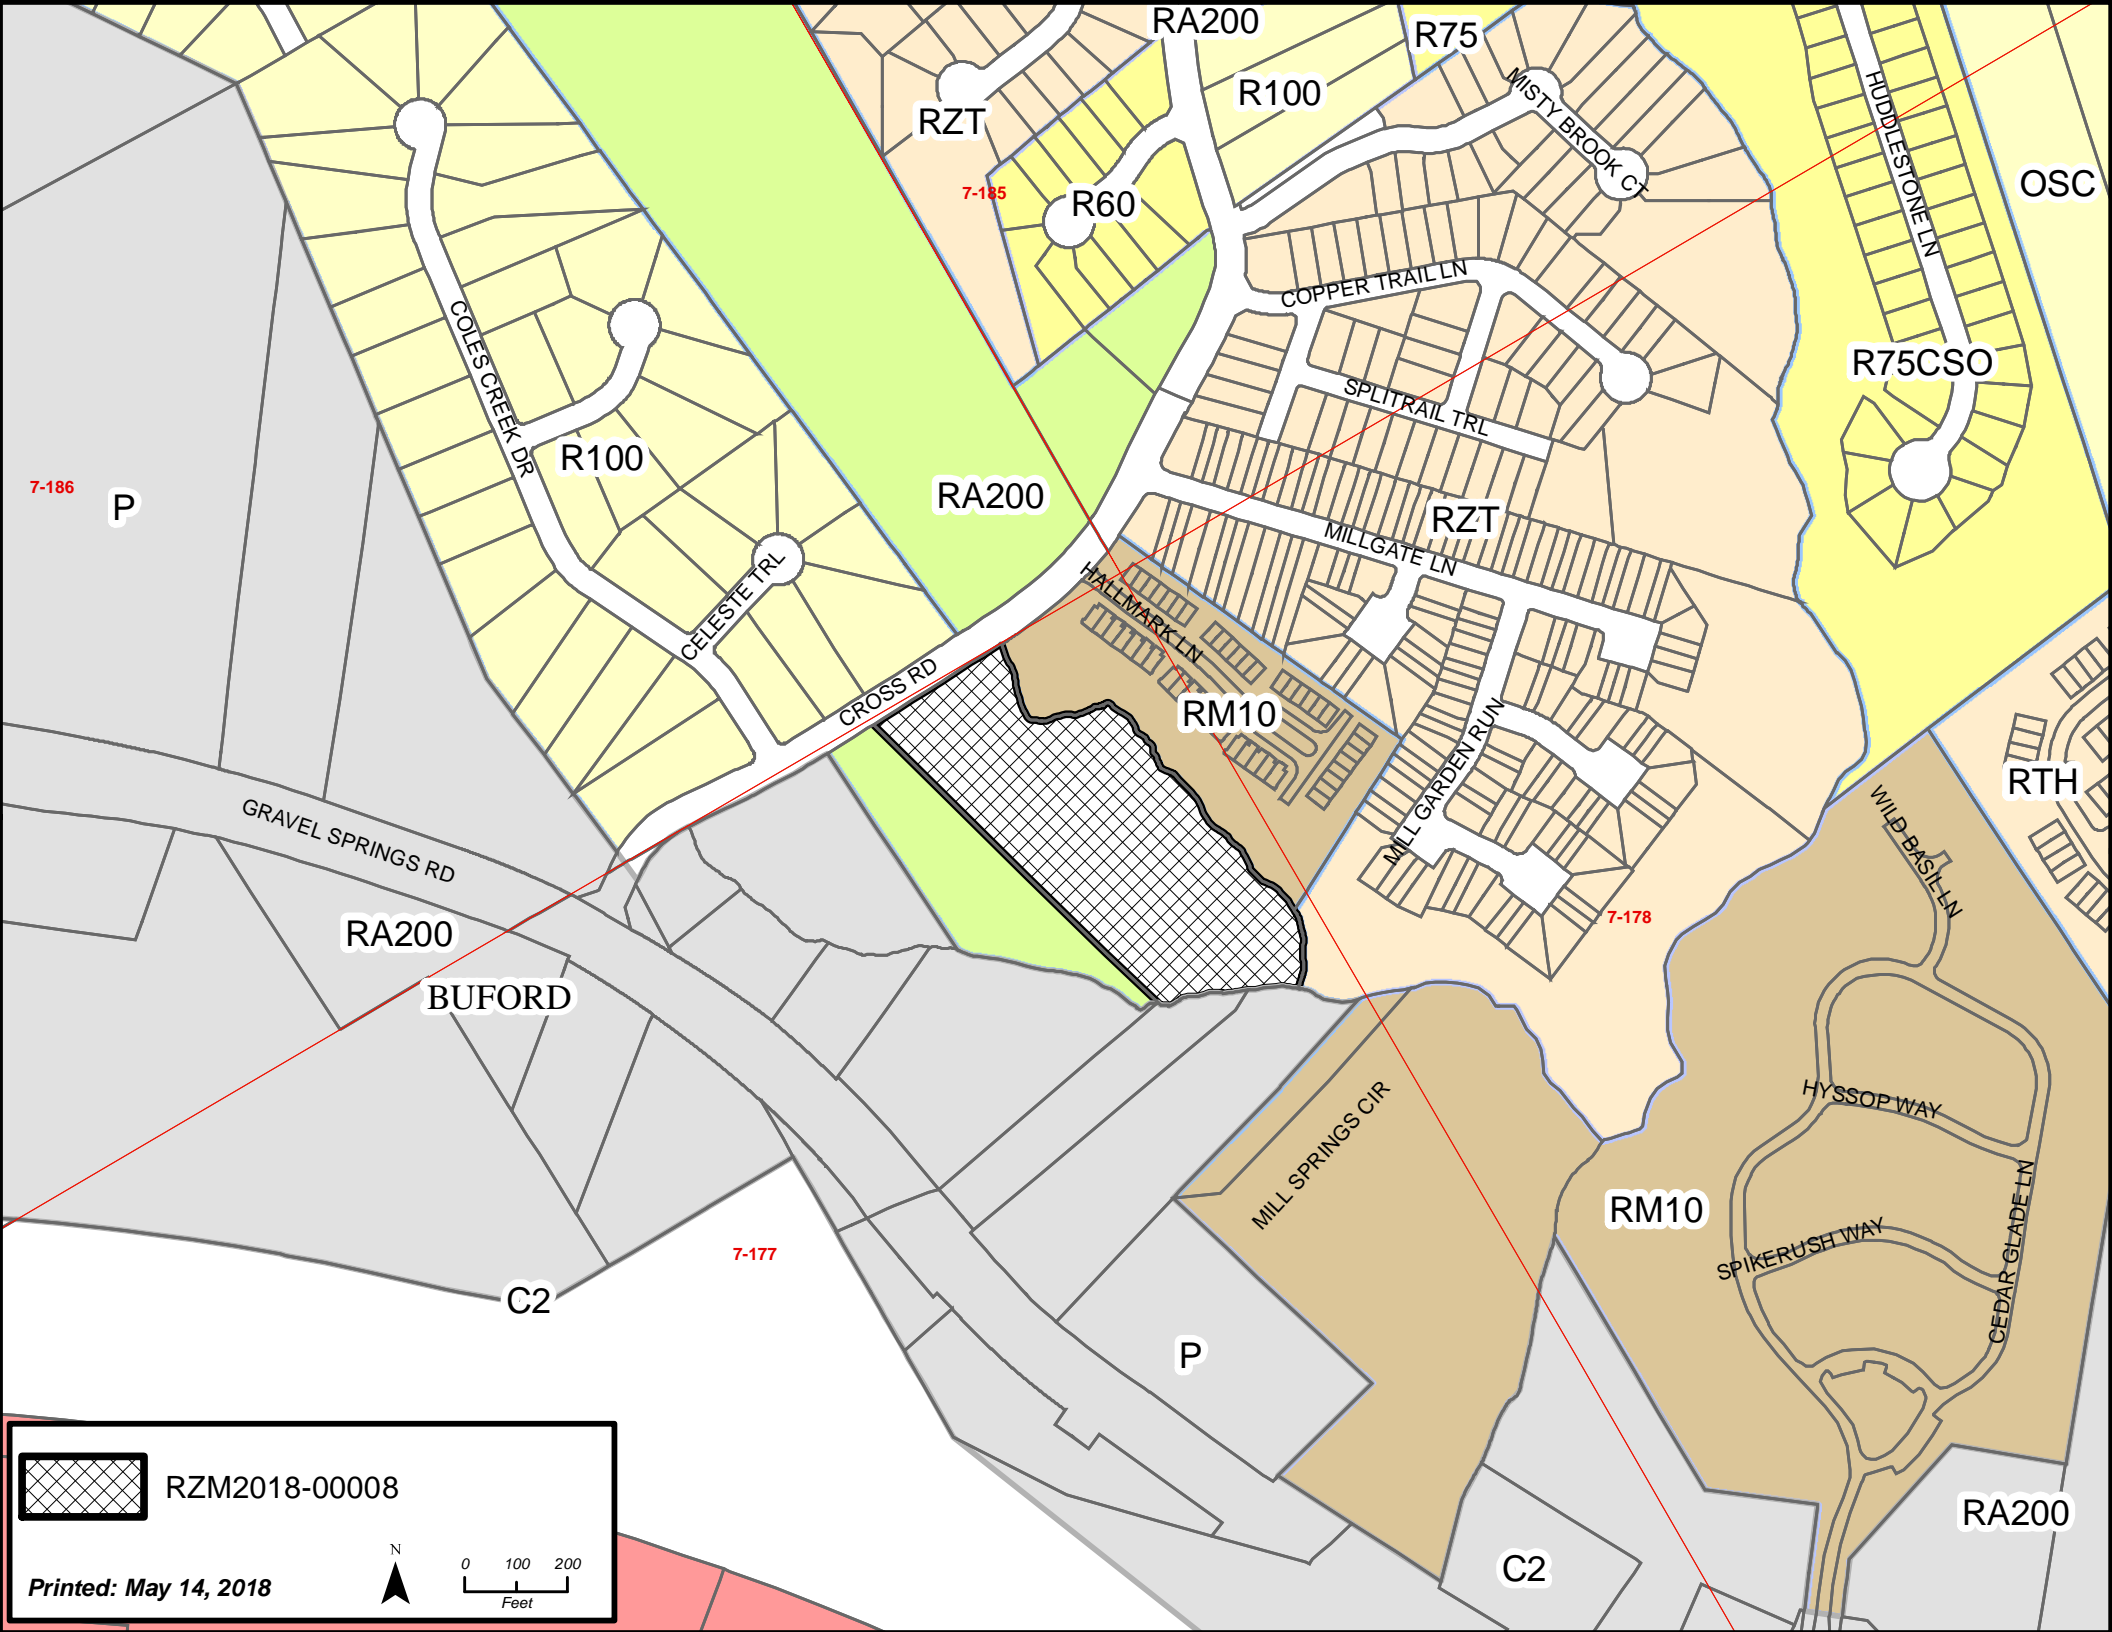 RA200
R75
R100
RZT
MISTY BROOK CT
HUDDLESTONE LN
OSC
7-185
R60
COPPER TRAIL LN
COLES CREEK DR
R75CSO
SPLITRAIL TRL
R100
7-186
P
RA200
RZT
MILLGATE LN
CELESTE TRL
HALLMARK LN
CROSS RD
RM10
MILL GARDEN RUN
RTH
WILD BASIL LN
GRAVEL SPRINGS RD
7-178
RA200
BUFORD
HYSSOP WAY
MILL SPRINGS CIR
RM10
SPIKERUSH WAY
CEDAR GLADE LN
7-177
C2
P
RZM2018-00008
RA200
C2
N
0 100 200
Feet
Printed: May 14, 2018